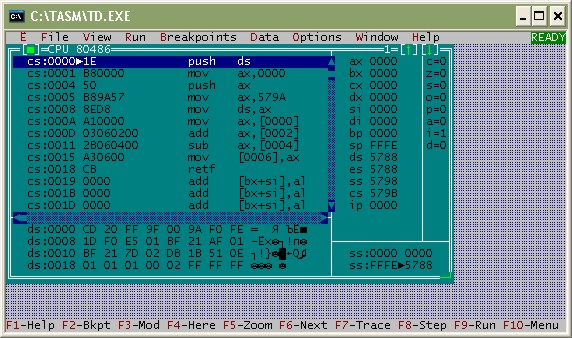 C:\TASM\TD.EXE
E File View Run Breakpoints Data Options Window Help READY
[■]=CPU 80486 1=[↑][↓]
cs:0000►1E push ds
cs:0001 B80000 mov ax,0000
cs:0004 50 push ax
cs:0005 B89A57 mov ax,579A
cs:0008 8ED8 mov ds,ax
cs:000A A10000 mov ax,[0000]
cs:000D 03060200 add ax,[0002]
cs:0011 2B060400 sub ax,[0004]
cs:0015 A30600 mov [0006],ax
cs:0018 CB retf
cs:0019 0000 add [bx+si],al
cs:001B 0000 add [bx+si],al
cs:001D 0000 add [bx+si],al
ax 0000 c=0
bx 0000 z=0
cx 0000 s=0
dx 0000 o=0
si 0000 p=0
di 0000 a=0
bp 0000 i=1
sp FFFE d=0
ds 5788
es 5788
ss 5798
cs 579B
ip 0000
ds:0000 CD 20 FF 9F 00 9A F0 FE
ds:0008 1D F0 E5 01 BF 21 AF 01
ds:0010 BF 21 7D 02 DB 1B 51 0E
ds:0018 01 01 01 00 02 FF FF FF
ss:0000 0000
ss:FFFE►5788
F1-Help F2-Bkpt F3-Mod F4-Here F5-Zoom F6-Next F7-Trace F8-Step F9-Run F10-Menu